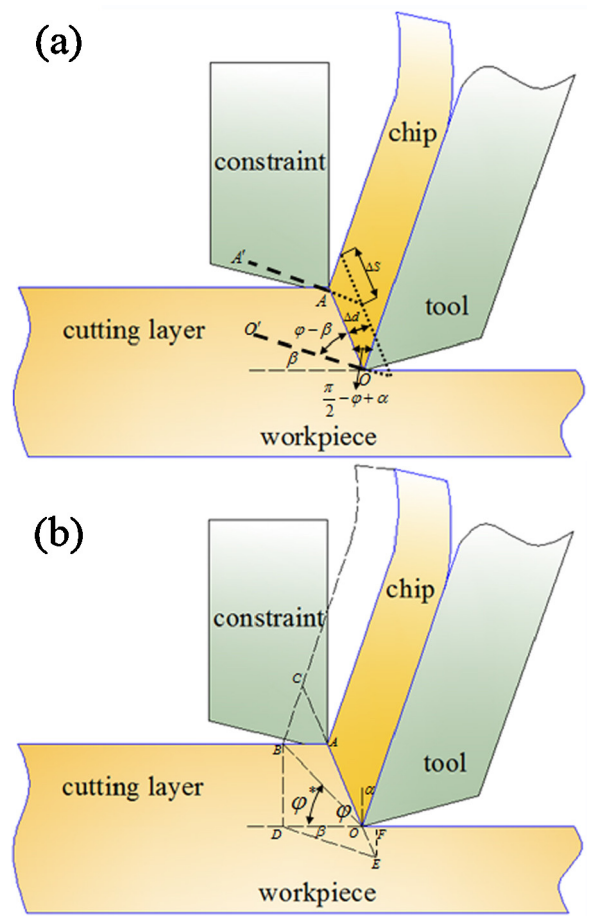 (a)
chip
constraint
A′
ΔS
A
tool
cutting layer
O′
φ−β
Δd
β
O
π/2−φ+α
workpiece
(b)
chip
constraint
C
B
A
tool
cutting layer
α
φ*
φ
D
β
O
F
E
workpiece